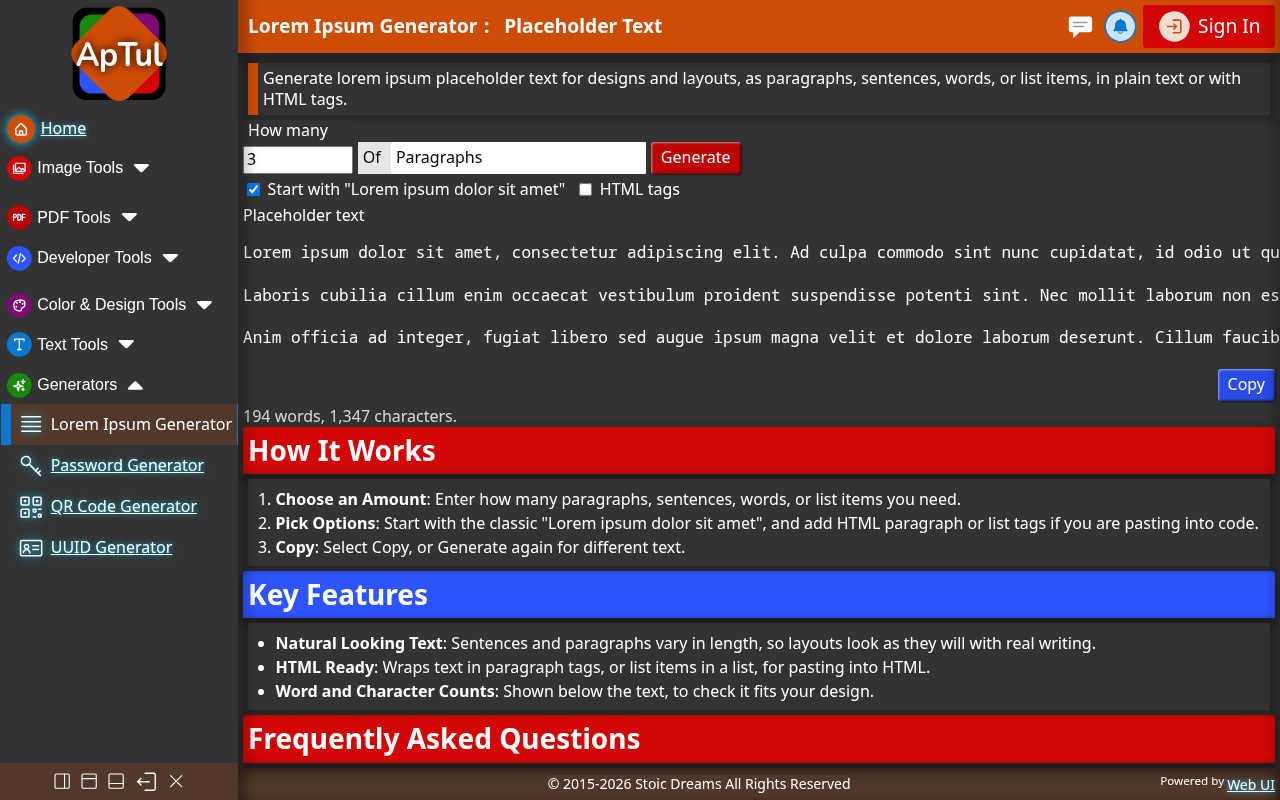 ApTul
Home
Image Tools
PDF
PDF Tools
Developer Tools
Color & Design Tools
Text Tools
Generators
Lorem Ipsum Generator
Password Generator
QR Code Generator
UUID Generator
Lorem Ipsum Generator : Placeholder Text
Sign In
Generate lorem ipsum placeholder text for designs and layouts, as paragraphs, sentences, words, or list items, in plain text or with
HTML tags.
How many
3 Of Paragraphs Generate
Start with "Lorem ipsum dolor sit amet" HTML tags
Placeholder text
Lorem ipsum dolor sit amet, consectetur adipiscing elit. Ad culpa commodo sint nunc cupidatat, id odio ut qu
Laboris cubilia cillum enim occaecat vestibulum proident suspendisse potenti sint. Nec mollit laborum non es
Anim officia ad integer, fugiat libero sed augue ipsum magna velit et dolore laborum deserunt. Cillum faucib
Copy
194 words, 1,347 characters.
How It Works
1. Choose an Amount: Enter how many paragraphs, sentences, words, or list items you need.
2. Pick Options: Start with the classic "Lorem ipsum dolor sit amet", and add HTML paragraph or list tags if you are pasting into code.
3. Copy: Select Copy, or Generate again for different text.
Key Features
• Natural Looking Text: Sentences and paragraphs vary in length, so layouts look as they will with real writing.
• HTML Ready: Wraps text in paragraph tags, or list items in a list, for pasting into HTML.
• Word and Character Counts: Shown below the text, to check it fits your design.
Frequently Asked Questions
© 2015-2026 Stoic Dreams All Rights Reserved
Powered by Web UI